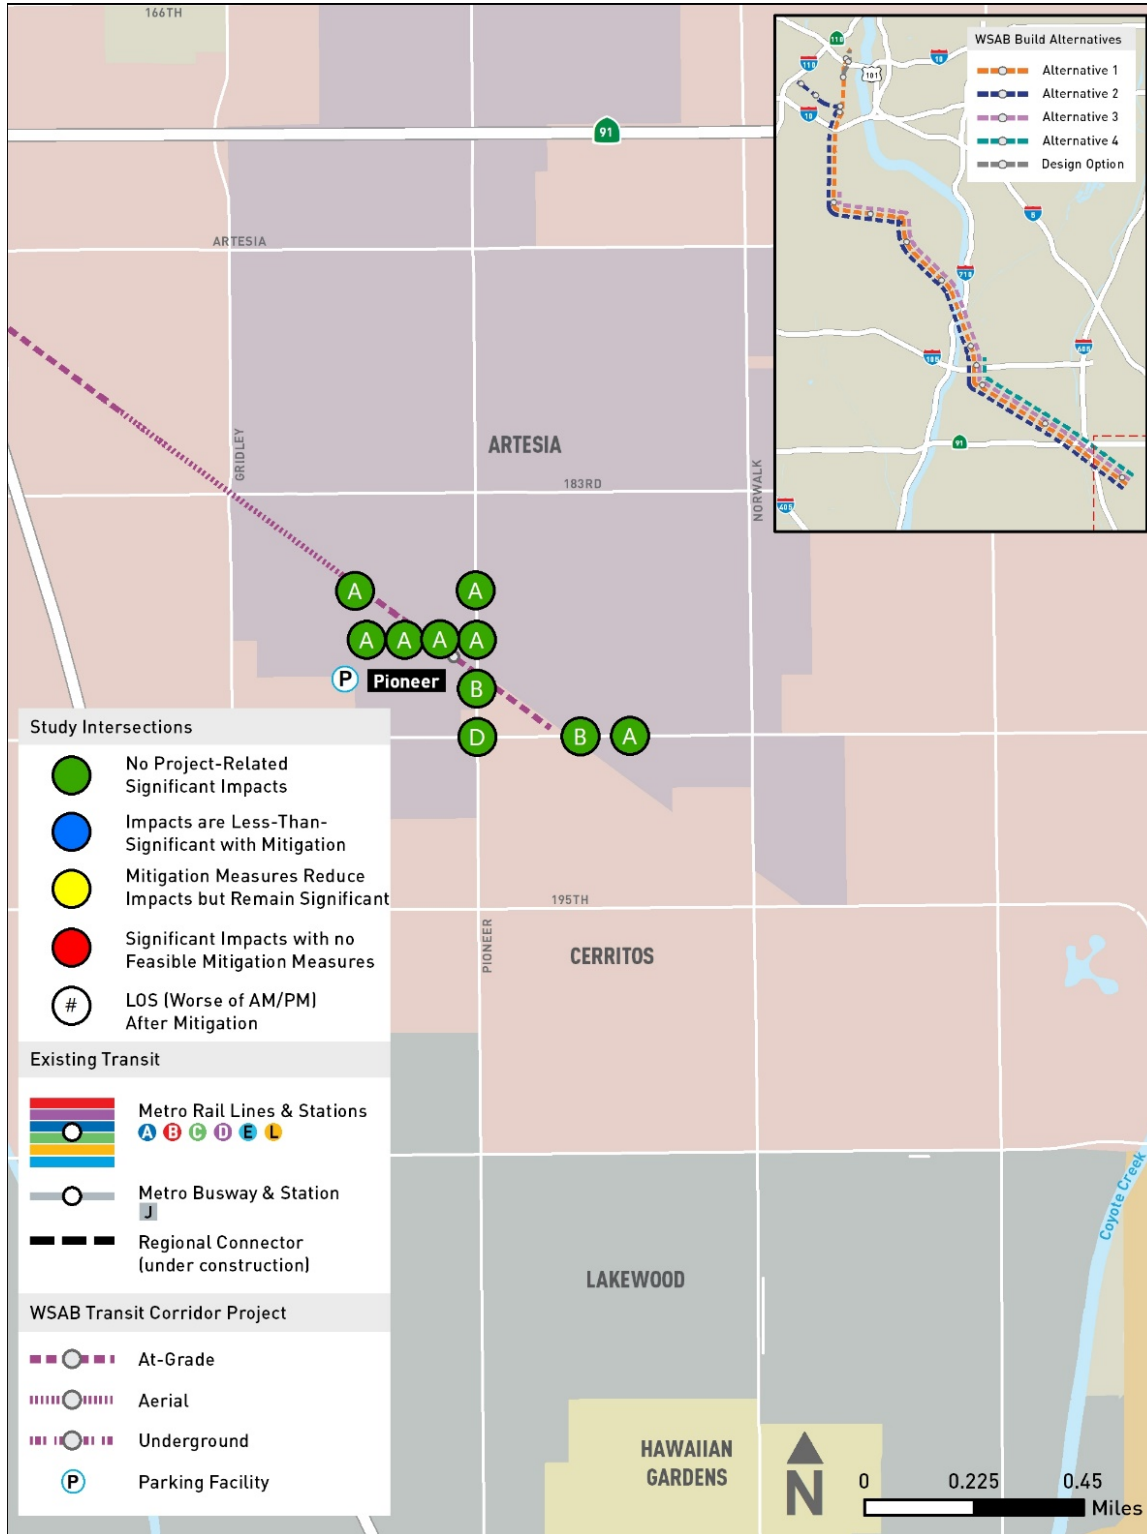 166TH
91
ARTESIA
GRIDLEY
ARTESIA
183RD
NORWALK
A
A
A
A
A
A
P
Pioneer
B
D
B
A
195TH
PIONEER
CERRITOS
LAKEWOOD
Coyote Creek
HAWAIIAN
GARDENS
N
0 0.225 0.45
Miles
WSAB Build Alternatives
Alternative 1
Alternative 2
Alternative 3
Alternative 4
Design Option
110
110
101
10
10
5
710
105
605
91
405
Study Intersections
No Project-Related
Significant Impacts
Impacts are Less-Than-
Significant with Mitigation
Mitigation Measures Reduce
Impacts but Remain Significant
Significant Impacts with no
Feasible Mitigation Measures
#
LOS (Worse of AM/PM)
After Mitigation
Existing Transit
Metro Rail Lines & Stations
A B C D E L
Metro Busway & Station
J
Regional Connector
(under construction)
WSAB Transit Corridor Project
At-Grade
Aerial
Underground
P Parking Facility